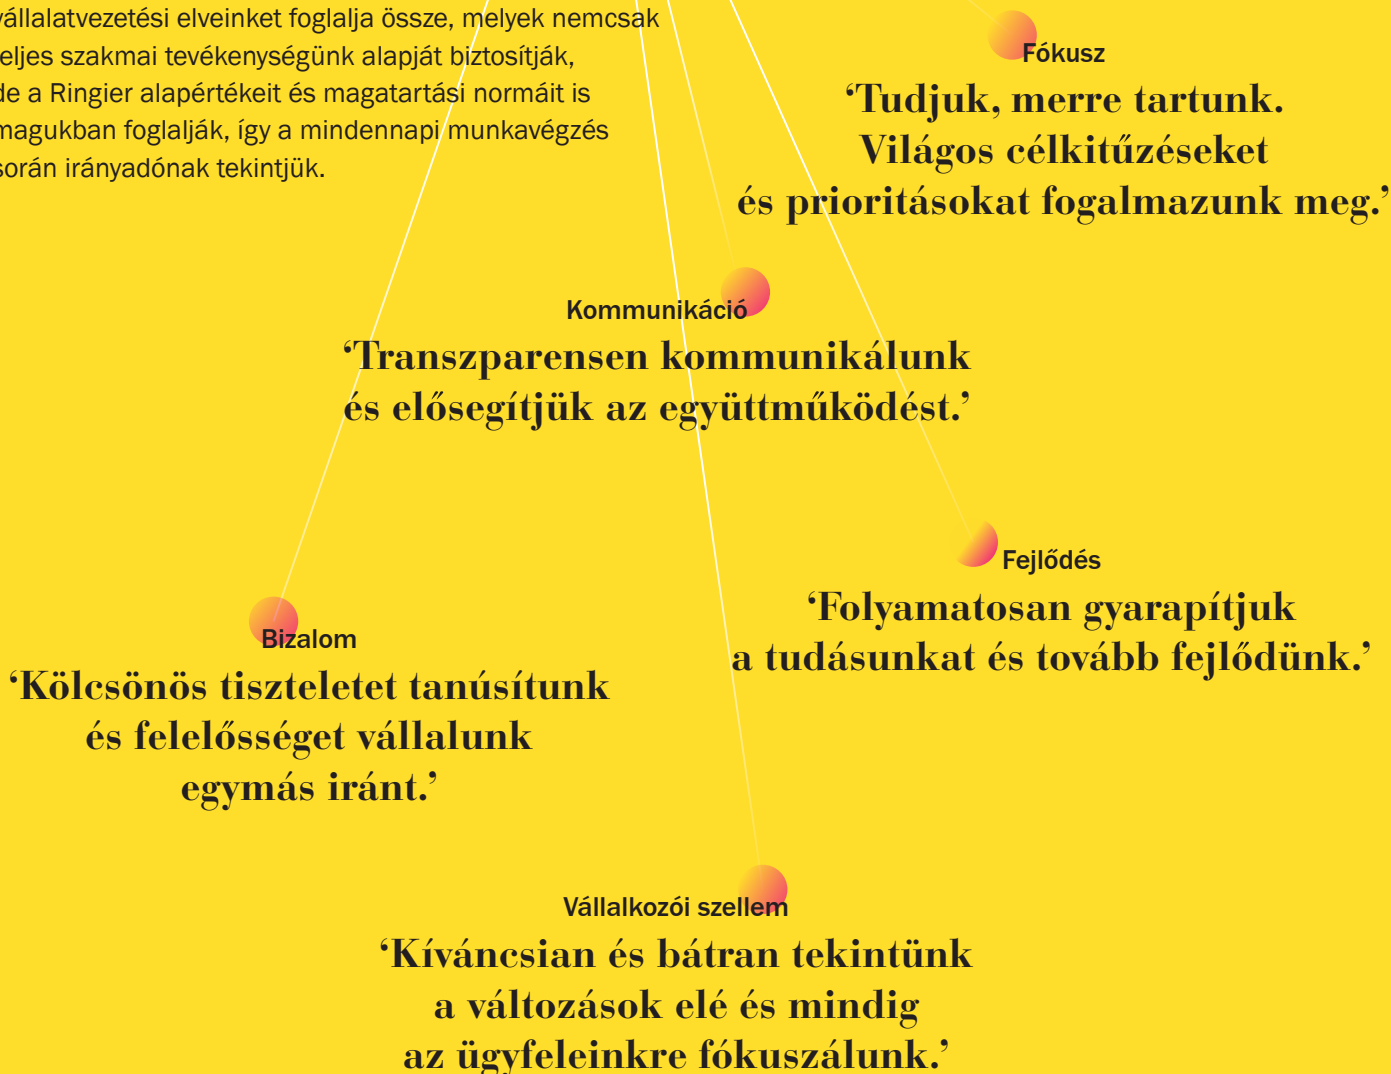 vállalatvezetési elveinket foglalja össze, melyek nemcsak
teljes szakmai tevékenységünk alapját biztosítják,
de a Ringier alapértékeit és magatartási normáit is
magukban foglalják, így a mindennapi munkavégzés
során irányadónak tekintjük.
Fókusz
‘Tudjuk, merre tartunk.
Világos célkitűzéseket
és prioritásokat fogalmazunk meg.’
Kommunikáció
‘Transzparensen kommunikálunk
és elősegítjük az együttműködést.’
Fejlődés
‘Folyamatosan gyarapítjuk
a tudásunkat és tovább fejlődünk.’
Bizalom
‘Kölcsönös tiszteletet tanúsítunk
és felelősséget vállalunk
egymás iránt.’
Vállalkozói szellem
‘Kíváncsian és bátran tekintünk
a változások elé és mindig
az ügyfeleinkre fókuszálunk.’